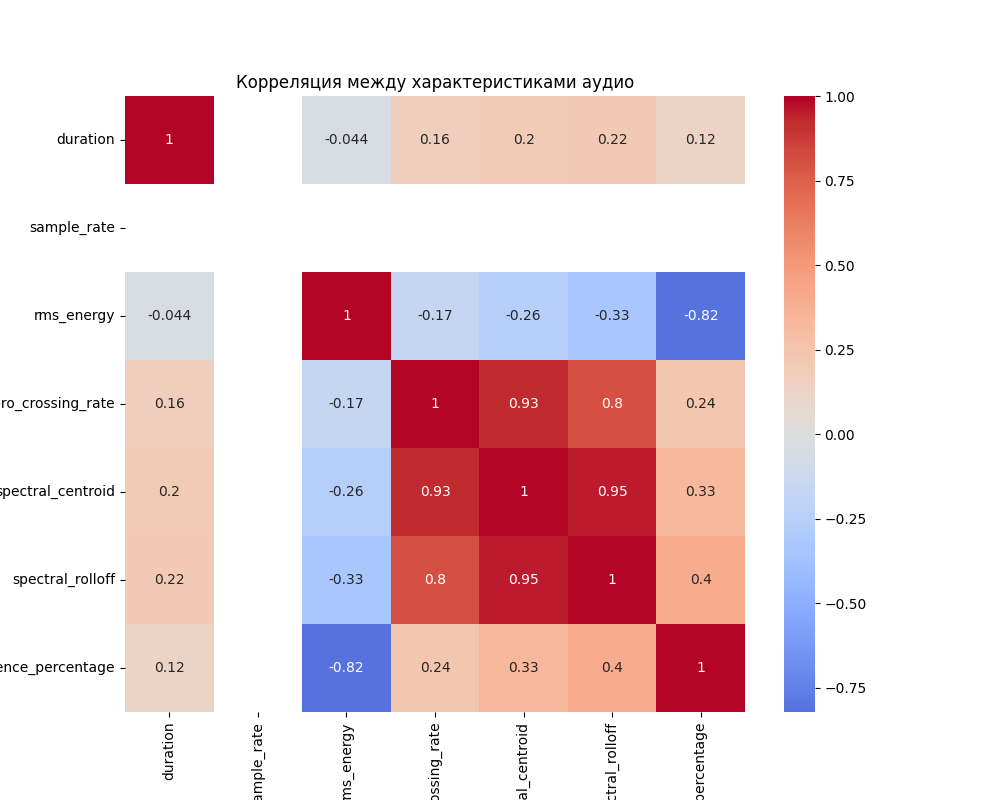 Корреляция между характеристиками аудио
duration 1 -0.044 0.16 0.2 0.22 0.12
sample_rate
rms_energy -0.044 1 -0.17 -0.26 -0.33 -0.82
ro_crossing_rate 0.16 -0.17 1 0.93 0.8 0.24
spectral_centroid 0.2 -0.26 0.93 1 0.95 0.33
spectral_rolloff 0.22 -0.33 0.8 0.95 1 0.4
ence_percentage 0.12 -0.82 0.24 0.33 0.4 1
duration
ample_rate
ms_energy
ossing_rate
al_centroid
ctral_rolloff
percentage
1.00
0.75
0.50
0.25
0.00
−0.25
−0.50
−0.75